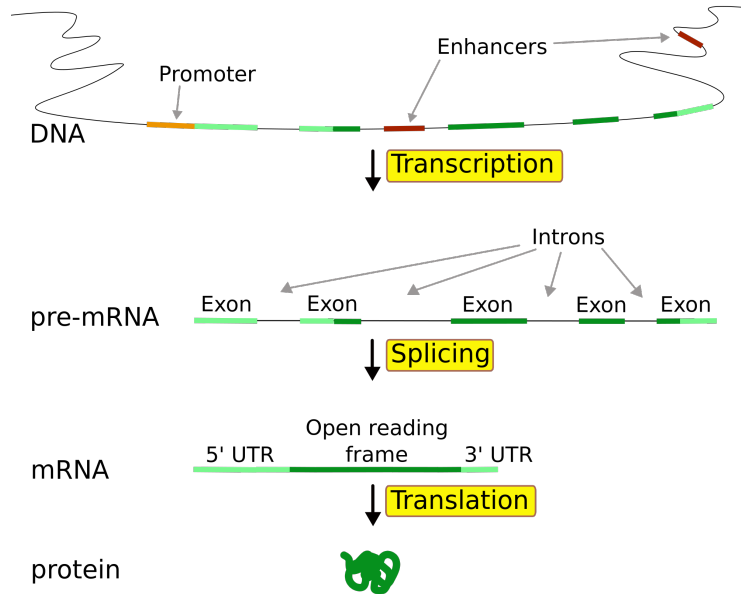 Enhancers
Promoter
DNA
Transcription
Introns
Exon Exon Exon Exon Exon
pre-mRNA
Splicing
Open reading
5' UTR frame 3' UTR
mRNA
Translation
protein